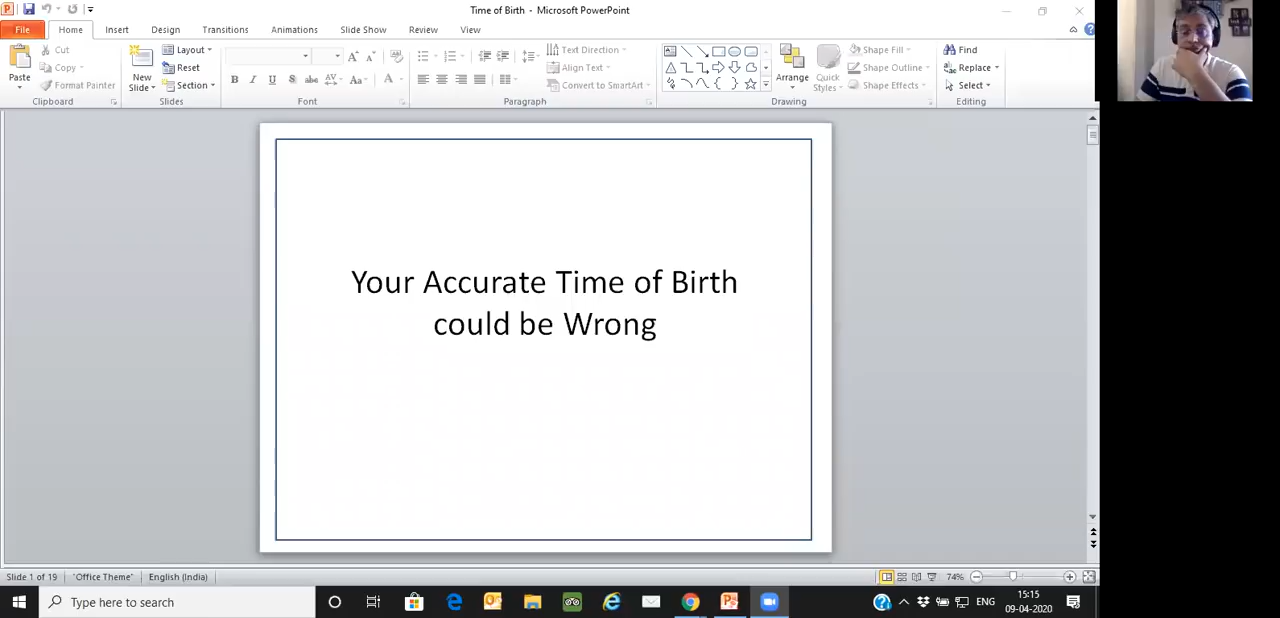 Time of Birth - Microsoft PowerPoint
File Home Insert Design Transitions Animations Slide Show Review View
Paste
Cut
Copy
Format Painter
Clipboard
New Slide
Layout
Reset
Section
Slides
B I U S abc AV Aa A
Font
Paragraph
Text Direction
Align Text
Convert to SmartArt
Arrange
Quick Styles
Drawing
Shape Fill
Shape Outline
Shape Effects
Find
Replace
Select
Editing
Your Accurate Time of Birth
could be Wrong
Slide 1 of 19 "Office Theme" English (India) 74%
Type here to search
ENG
15:15
09-04-2020